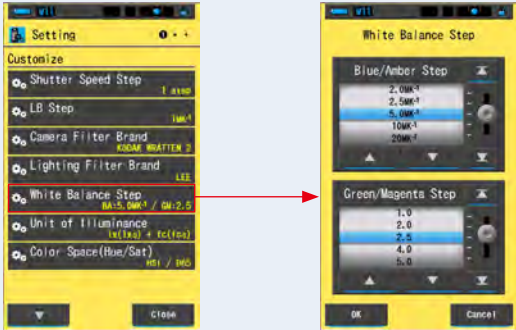 Setting
Customize
Shutter Speed Step
1 step
LB Step
1MK⁻¹
Camera Filter Brand
KODAK WRATTEN 2
Lighting Filter Brand
LEE
White Balance Step
BA:5.0MK⁻¹ / GM:2.5
Unit of Illuminance
lx(lxs) + fc(fcs)
Color Space(Hue/Sat)
HSI / D65
Close
White Balance Step
Blue/Amber Step
2.0MK⁻¹
2.5MK⁻¹
5.0MK⁻¹
10MK⁻¹
20MK⁻¹
Green/Magenta Step
1.0
2.0
2.5
4.0
5.0
OK
Cancel